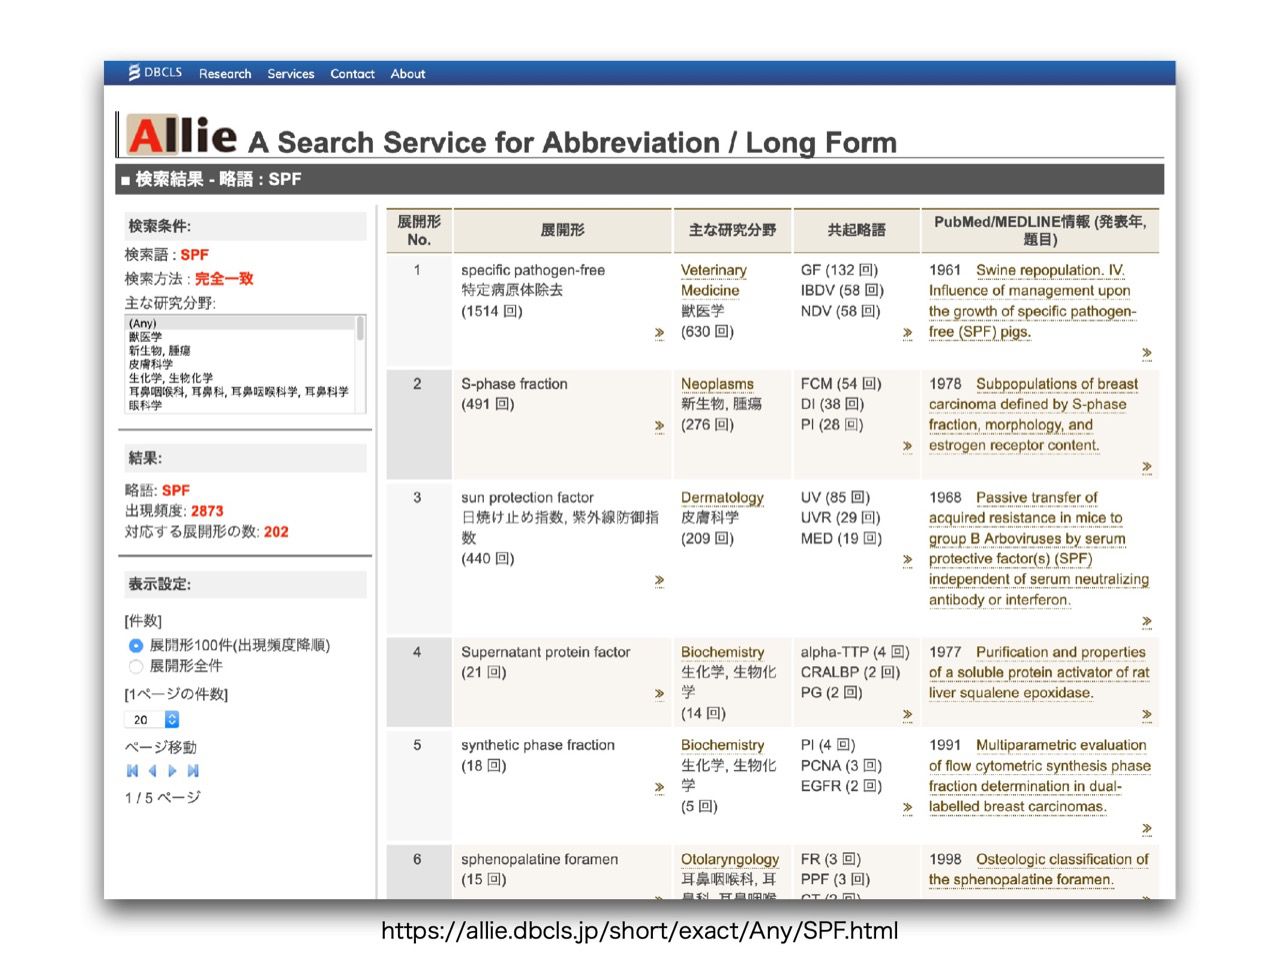 DBCLS Research Services Contact About
Allie A Search Service for Abbreviation / Long Form
■ 検索結果 - 略語 : SPF
検索条件:
検索語 : SPF
検索方法 : 完全一致
主な研究分野:
(Any)
獣医学
新生物, 腫瘍
皮膚科学
生化学, 生物化学
耳鼻咽喉科, 耳鼻科, 耳鼻咽喉科学, 耳鼻科学
眼科学
結果:
略語: SPF
出現頻度: 2873
対応する展開形の数: 202
表示設定:
[件数]
展開形100件(出現頻度降順)
展開形全件
[1ページの件数]
20
ページ移動
1 / 5 ページ
展開形
No.
展開形
主な研究分野
共起略語
PubMed/MEDLINE情報 (発表年,
題目)
1
specific pathogen-free
特定病原体除去
(1514 回)
»
Veterinary
Medicine
獣医学
(630 回)
GF (132 回)
IBDV (58 回)
NDV (58 回)
»
1961 Swine repopulation. IV.
Influence of management upon
the growth of specific pathogen-
free (SPF) pigs.
»
2
S-phase fraction
(491 回)
»
Neoplasms
新生物, 腫瘍
(276 回)
FCM (54 回)
DI (38 回)
PI (28 回)
»
1978 Subpopulations of breast
carcinoma defined by S-phase
fraction, morphology, and
estrogen receptor content.
»
3
sun protection factor
日焼け止め指数, 紫外線防御指
数
(440 回)
»
Dermatology
皮膚科学
(209 回)
UV (85 回)
UVR (29 回)
MED (19 回)
»
1968 Passive transfer of
acquired resistance in mice to
group B Arboviruses by serum
protective factor(s) (SPF)
independent of serum neutralizing
antibody or interferon.
»
4
Supernatant protein factor
(21 回)
»
Biochemistry
生化学, 生物化
学
(14 回)
alpha-TTP (4 回)
CRALBP (2 回)
PG (2 回)
»
1977 Purification and properties
of a soluble protein activator of rat
liver squalene epoxidase.
»
5
synthetic phase fraction
(18 回)
»
Biochemistry
生化学, 生物化
学
(5 回)
PI (4 回)
PCNA (3 回)
EGFR (2 回)
»
1991 Multiparametric evaluation
of flow cytometric synthesis phase
fraction determination in dual-
labelled breast carcinomas.
»
6
sphenopalatine foramen
(15 回)
Otolaryngology
耳鼻咽喉科, 耳
鼻科, 耳鼻咽喉
FR (3 回)
PPF (3 回)
CT (2 回)
1998 Osteologic classification of
the sphenopalatine foramen.
https://allie.dbcls.jp/short/exact/Any/SPF.html